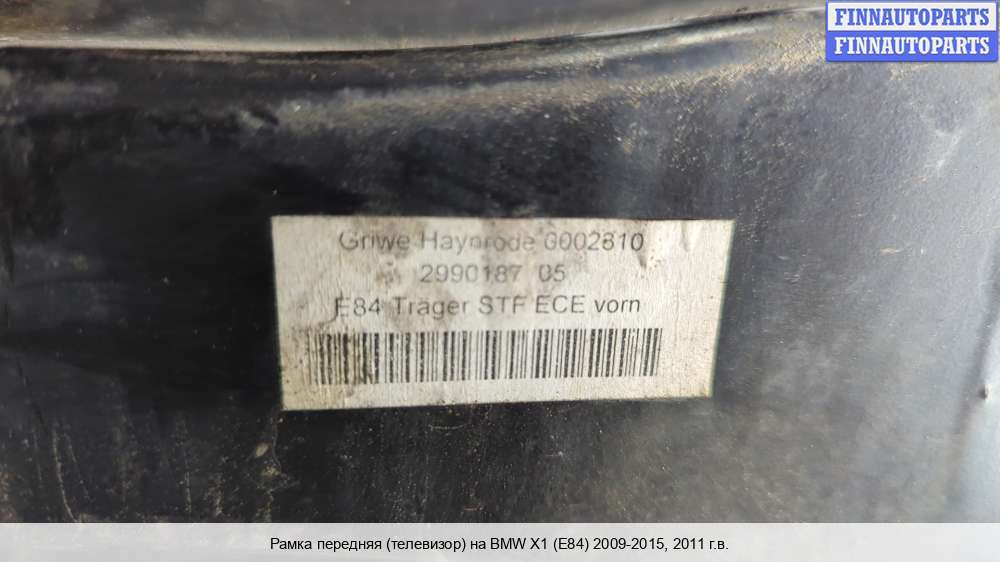 FINNAUTOPARTS
FINNAUTOPARTS
Griwe Haynrode 0002810
2990187 05
E84 Träger STF ECE vorn
Рамка передняя (телевизор) на BMW X1 (E84) 2009-2015, 2011 г.в.